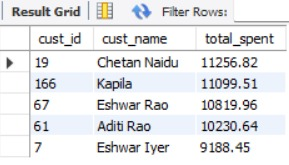 Result Grid Filter Rows:
cust_id cust_name total_spent
19 Chetan Naidu 11256.82
166 Kapila 11099.51
67 Eshwar Rao 10819.96
61 Aditi Rao 10230.64
7 Eshwar Iyer 9188.45